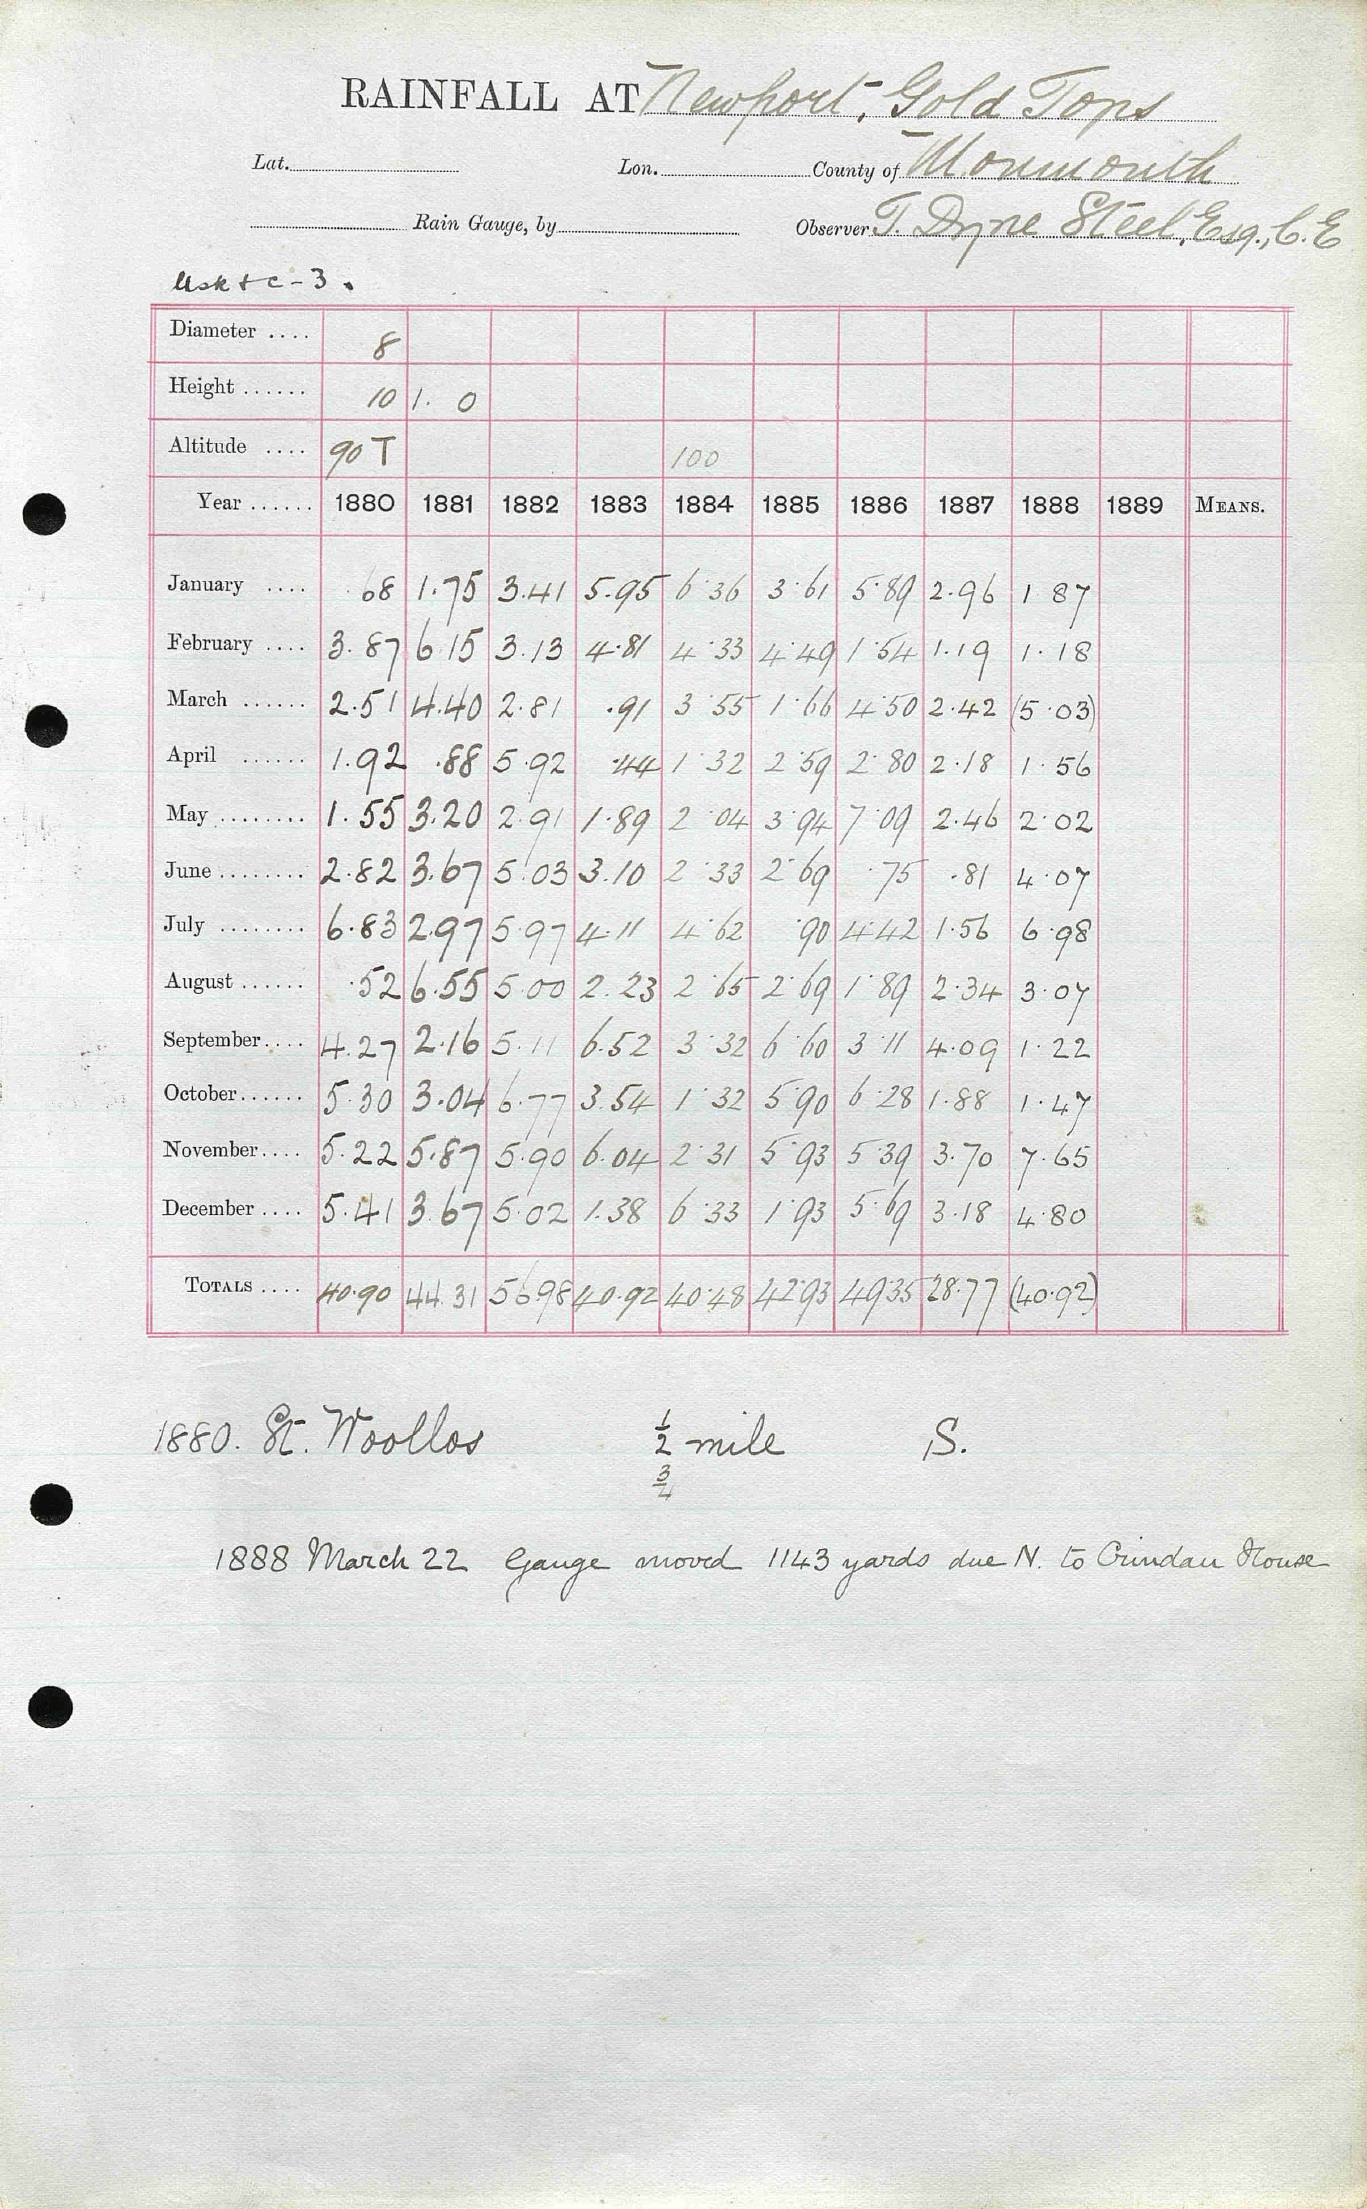 RAINFALL AT Newport, Gold Tops
Lat. Lon. County of Monmouth
Rain Gauge, by Observer T. Dyne Steel, Esq., C.E
Usk &c - 3.
Diameter .... 8
Height ...... 10 1. 0
Altitude .... 90 T 100
Year ...... 1880 1881 1882 1883 1884 1885 1886 1887 1888 1889 MEANS.
January .... .68 1.75 3.41 5.95 6.36 3.61 5.89 2.96 1.87
February .... 3.87 6.15 3.13 4.81 4.33 4.49 1.54 1.19 1.18
March ...... 2.51 4.40 2.81 .91 3.55 1.66 4.50 2.42 (5.03)
April ...... 1.92 .88 5.92 .44 1.32 2.59 2.80 2.18 1.56
May ........ 1.55 3.20 2.91 1.89 2.04 3.94 7.09 2.46 2.02
June ........ 2.82 3.67 5.03 3.10 2.33 2.69 .75 .81 4.07
July ........ 6.83 2.97 5.97 4.11 4.62 .90 4.42 1.56 6.98
August ...... .52 6.55 5.00 2.23 2.65 2.69 1.89 2.34 3.07
September .... 4.27 2.16 5.11 6.52 3.32 6.60 3.11 4.09 1.22
October ...... 5.30 3.04 6.77 3.54 1.32 5.90 6.28 1.88 1.47
November .... 5.22 5.87 5.90 6.04 2.31 5.93 5.39 3.70 7.65
December .... 5.41 3.67 5.02 1.38 6.33 1.93 5.69 3.18 4.80
TOTALS .... 40.90 44.31 56.98 40.92 40.48 42.93 49.35 28.77 (40.92)
1880. St. Woollos 1/2 mile S.
3/4
1888 March 22 Gauge moved 1143 yards due N. to Crindau House